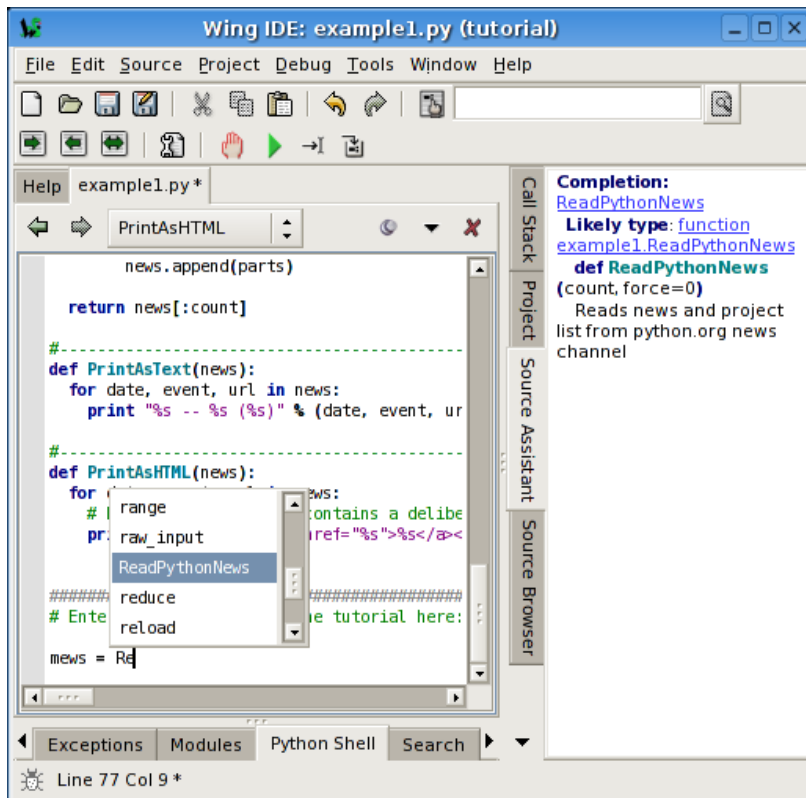 Wing IDE: example1.py (tutorial)
File Edit Source Project Debug Tools Window Help
Help example1.py*
PrintAsHTML
news.append(parts)
return news[:count]
#-------------------------------------------
def PrintAsText(news):
for date, event, url in news:
print "%s -- %s (%s)" % (date, event, ur
#-------------------------------------------
def PrintAsHTML(news):
for ews:
# ontains a delibe
pr ref="%s">%s</a><
range
raw_input
ReadPythonNews
reduce
reload
# Ente e tutorial here:
mews = Re
Call Stack
Project
Source Assistant
Source Browser
Completion:
ReadPythonNews
Likely type: function
example1.ReadPythonNews
def ReadPythonNews
(count, force=0)
Reads news and project
list from python.org news
channel
Exceptions Modules Python Shell Search
Line 77 Col 9 *